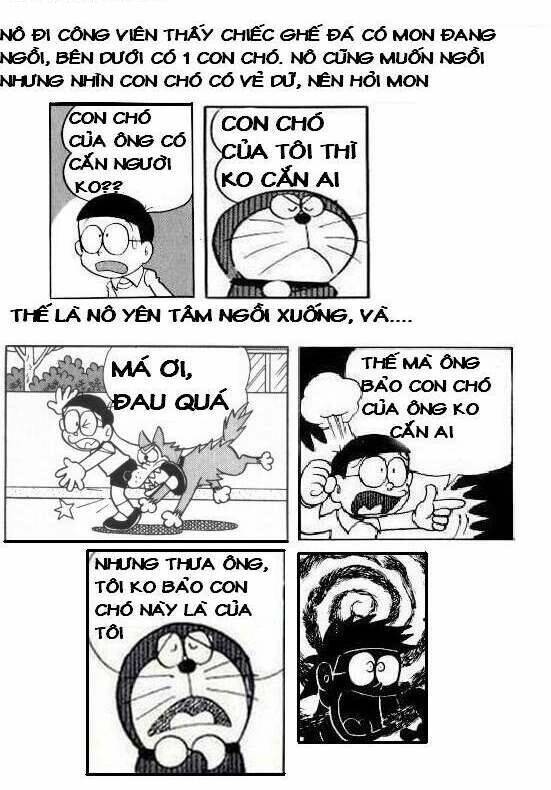 NÔ ĐI CÔNG VIÊN THẤY CHIẾC GHẾ ĐÁ CÓ MON ĐANG
NGỒI, BÊN DƯỚI CÓ 1 CON CHÓ. NÔ CŨNG MUỐN NGỒI
NHƯNG NHÌN CON CHÓ CÓ VẺ DỮ, NÊN HỎI MON
CON CHÓ
CỦA ÔNG CÓ
CẮN NGƯỜI
KO??
CON CHÓ
CỦA TÔI THÌ
KO CẮN AI
THẾ LÀ NÔ YÊN TÂM NGỒI XUỐNG, VÀ....
MÁ ƠI,
ĐAU QUÁ
THẾ MÀ ÔNG
BẢO CON CHÓ
CỦA ÔNG KO
CẮN AI
NHƯNG THƯA ÔNG,
TÔI KO BẢO CON
CHÓ NÀY LÀ CỦA
TÔI